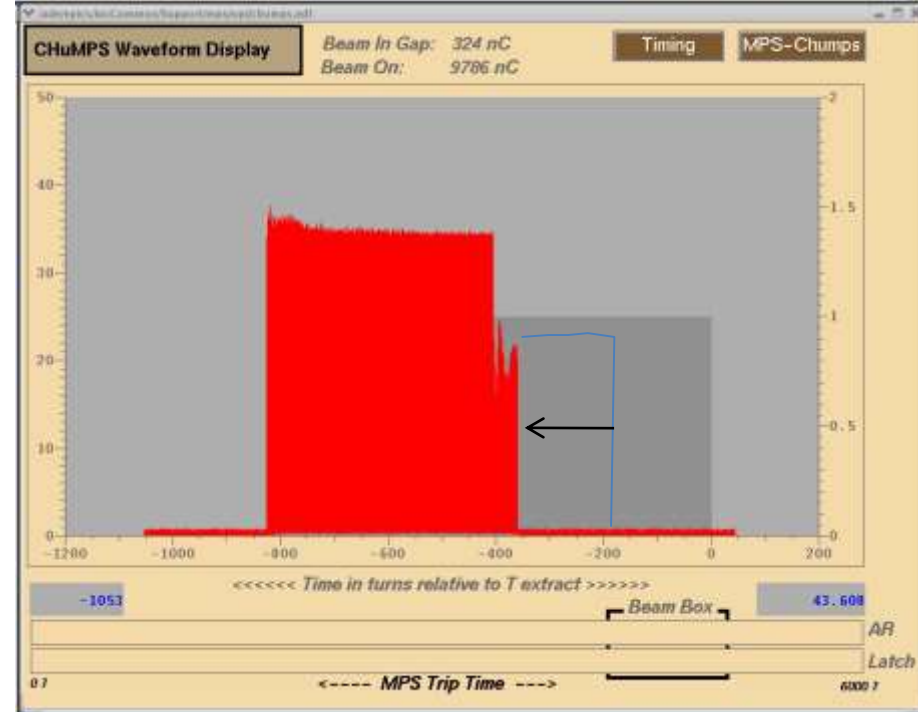 CHuMPS Waveform Display
Beam In Gap: 324 nC
Beam On: 9786 nC
Timing
MPS-Chumps
50
40
30
20
10
0
2
1.5
1
0.5
0
-1200 -1000 -800 -600 -400 -200 0 200
<<<<<< Time in turns relative to T extract >>>>>>
-1053
43.608
Beam Box
AR
Latch
0 T
<---- MPS Trip Time --->
6000 T